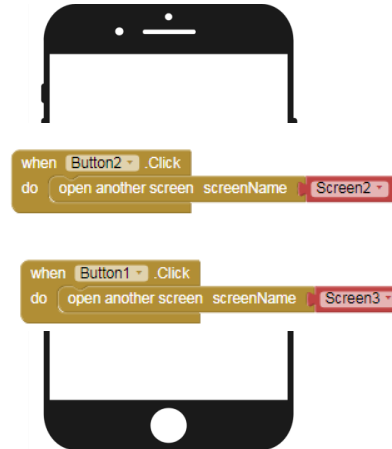 when Button2 .Click
do open another screen screenName Screen2
when Button1 .Click
do open another screen screenName Screen3